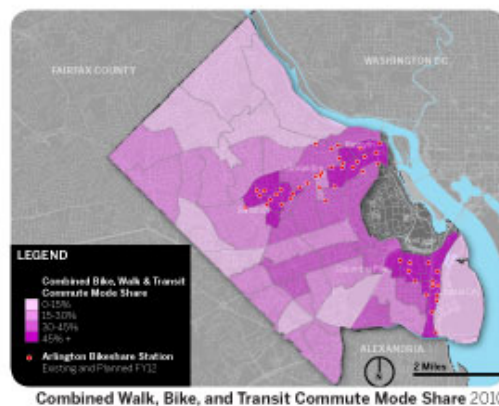 FAIRFAX COUNTY
WASHINGTON DC
LEGEND
Combined Bike, Walk & Transit
Commute Mode Share
0-15%
15-30%
30-45%
45% +
Arlington Bikeshare Station
Existing and Planned FY12
ALEXANDRIA
2 Miles
Combined Walk, Bike, and Transit Commute Mode Share 2010